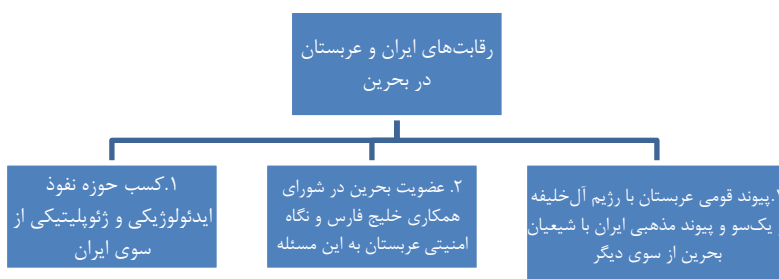 رقابت‌های ایران و عربستان
در بحرین
۱.کسب حوزه نفوذ
ایدئولوژیکی و ژئوپلیتیکی از
سوی ایران
۲. عضویت بحرین در شورای
همکاری خلیج فارس و نگاه
امنیتی عربستان به این مسئله
.پیوند قومی عربستان با رژیم آل‌خلیفه
یک‌سو و پیوند مذهبی ایران با شیعیان
بحرین از سوی دیگر